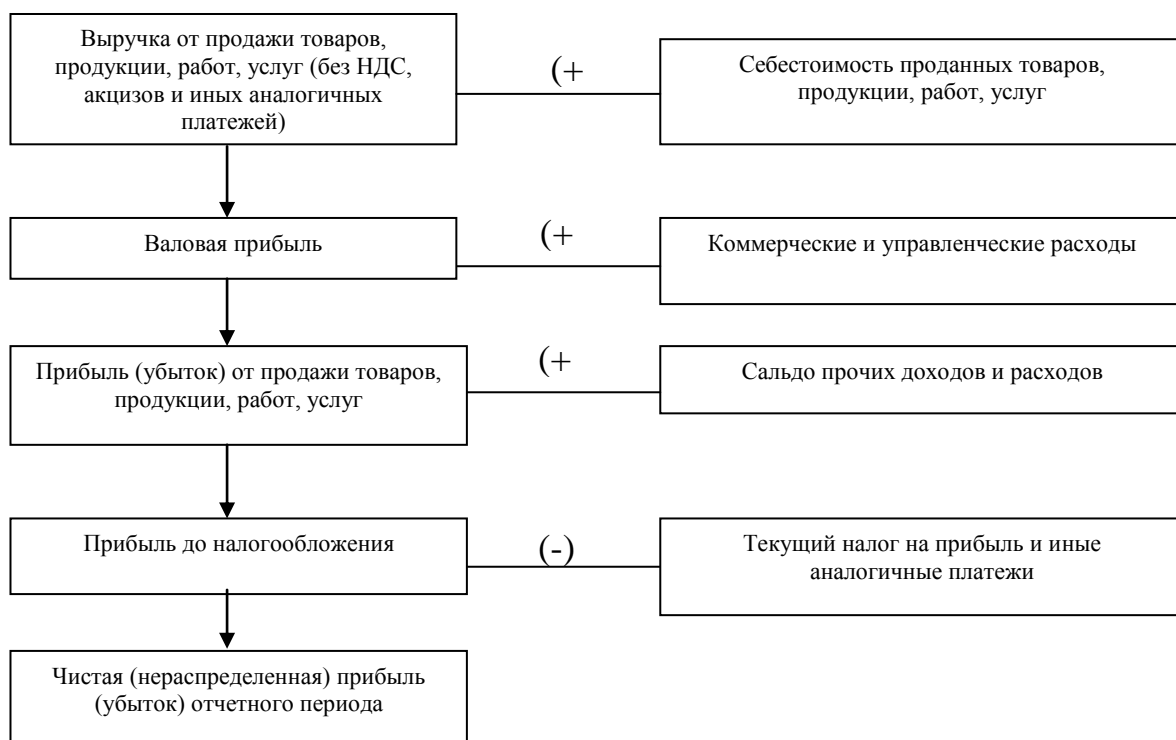 Выручка от продажи товаров,
продукции, работ, услуг (без НДС,
акцизов и иных аналогичных
платежей)
(+
Себестоимость проданных товаров,
продукции, работ, услуг
Валовая прибыль
(+
Коммерческие и управленческие расходы
Прибыль (убыток) от продажи товаров,
продукции, работ, услуг
(+
Сальдо прочих доходов и расходов
Прибыль до налогообложения
(-)
Текущий налог на прибыль и иные
аналогичные платежи
Чистая (нераспределенная) прибыль
(убыток) отчетного периода